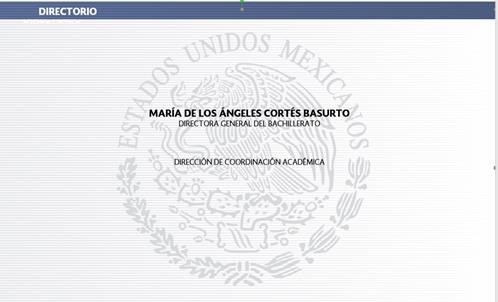 DIRECTORIO
ESTADOS UNIDOS MEXICANOS
MARÍA DE LOS ÁNGELES CORTÉS BASURTO
DIRECTORA GENERAL DEL BACHILLERATO
DIRECCIÓN DE COORDINACIÓN ACADÉMICA